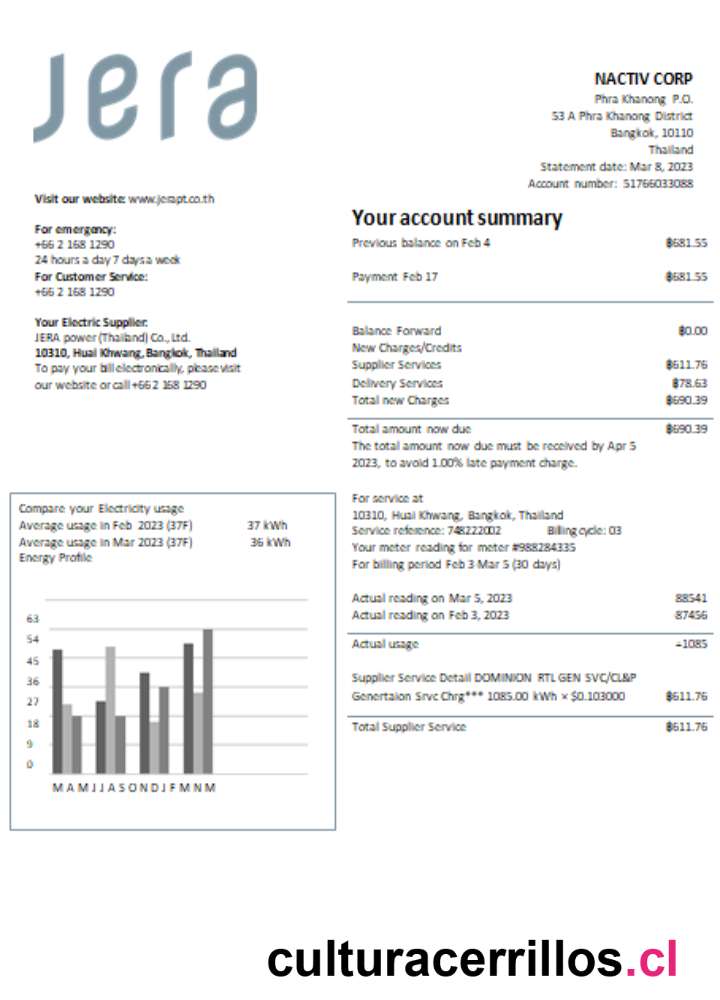 Jera
NACTIV CORP
Phra Khanong P.O.
53 A Phra Khanong District
Bangkok, 10110
Thailand
Statement date: Mar 8, 2023
Account number: 51766033088
Visit our website: www.jerapt.co.th
For emergency:
+66 2 168 1290
24 hours a day 7 days a week
For Customer Service:
+66 2 168 1290
Your Electric Supplier:
JERA power (Thailand) Co., Ltd.
10310, Huai Khwang, Bangkok, Thailand
To pay your bill electronically, please visit
our website or call +66 2 168 1290
Your account summary
Previous balance on Feb 4 ฿681.55
Payment Feb 17 ฿681.55
Balance Forward ฿0.00
New Charges/Credits
Supplier Services ฿611.76
Delivery Services ฿78.63
Total new Charges ฿690.39
Total amount now due ฿690.39
The total amount now due must be received by Apr 5
2023, to avoid 1.00% late payment charge.
For service at
10310, Huai Khwang, Bangkok, Thailand
Service reference: 748222002 Billing cycle: 03
Your meter reading for meter #988284335
For billing period Feb 3-Mar 5 (30 days)
Actual reading on Mar 5, 2023 88541
Actual reading on Feb 3, 2023 -87456
Actual usage -1085
Supplier Service Detail DOMINION RTL GEN SVC/CL&P
Genertaion Srvc Chrg*** 1085.00 kWh × $0.103000 ฿611.76
Total Supplier Service ฿611.76
Compare your Electricity usage
Average usage in Feb 2023 (37F) 37 kWh
Average usage in Mar 2023 (37F) 36 kWh
Energy Profile
63
54
45
36
27
18
9
0
M A M J J A S O N D J F M N M
culturacerrillos.cl